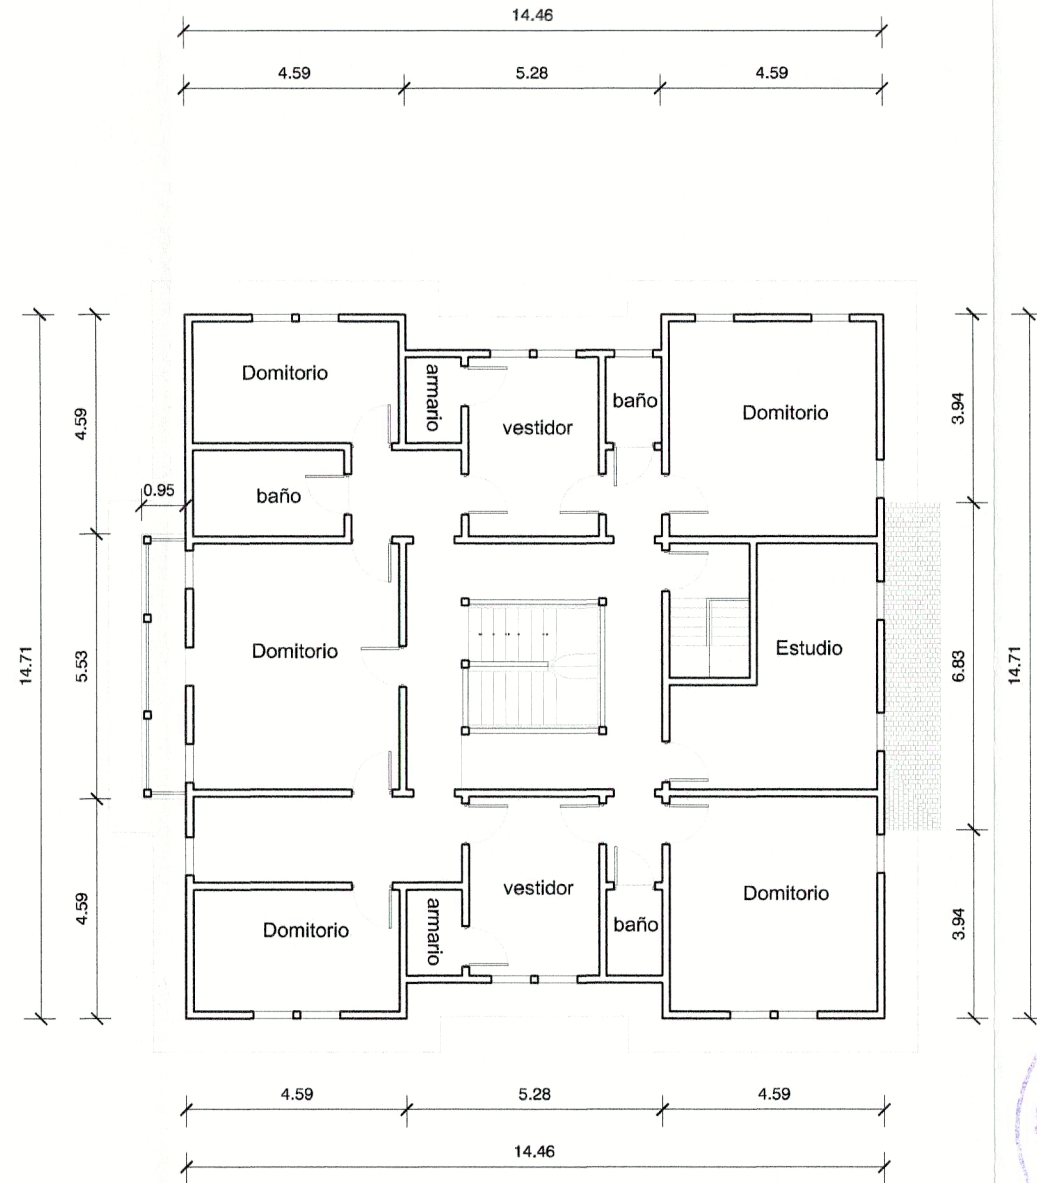 14.46
4.59 5.28 4.59
Domitorio
armario
vestidor
baño
Domitorio
4.59
3.94
baño
0.95
14.71
5.53
Domitorio
Estudio
6.83
14.71
4.59
vestidor
Domitorio
armario
baño
Domitorio
3.94
4.59 5.28 4.59
14.46